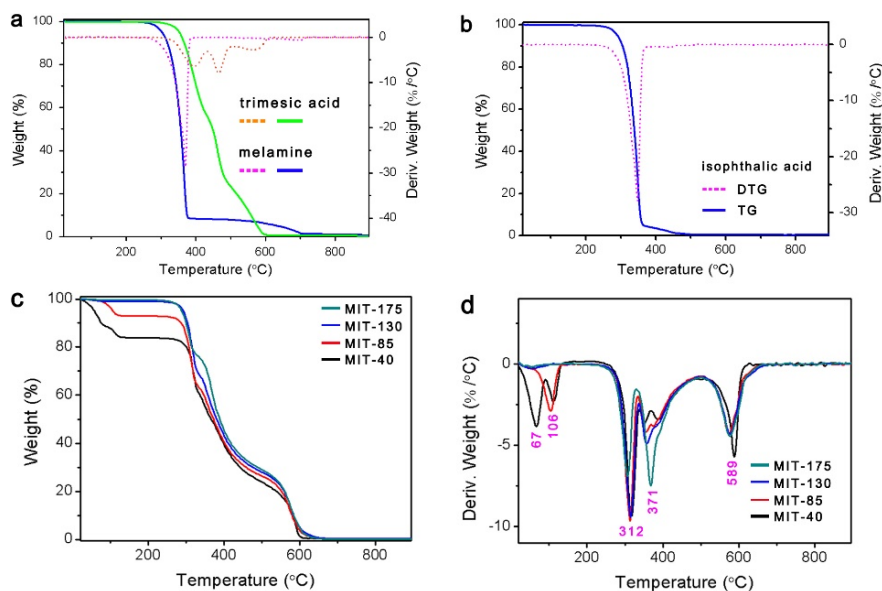 a
100
80
60
40
20
0
Weight (%)
0
-10
-20
-30
-40
Deriv. Weight (% /°C)
trimesic acid
melamine
200 400 600 800
Temperature (°C)
b
100
80
60
40
20
0
Weight (%)
0
-10
-20
-30
Deriv. Weight (% /°C)
isophthalic acid
DTG
TG
0 200 400 600 800
Temperature (°C)
c
100
80
60
40
20
0
Weight (%)
MIT-175
MIT-130
MIT-85
MIT-40
200 400 600 800
Temperature (°C)
d
0
-5
-10
Deriv. Weight (% /°C)
67
106
312
371
589
MIT-175
MIT-130
MIT-85
MIT-40
200 400 600 800
Temperature (°C)